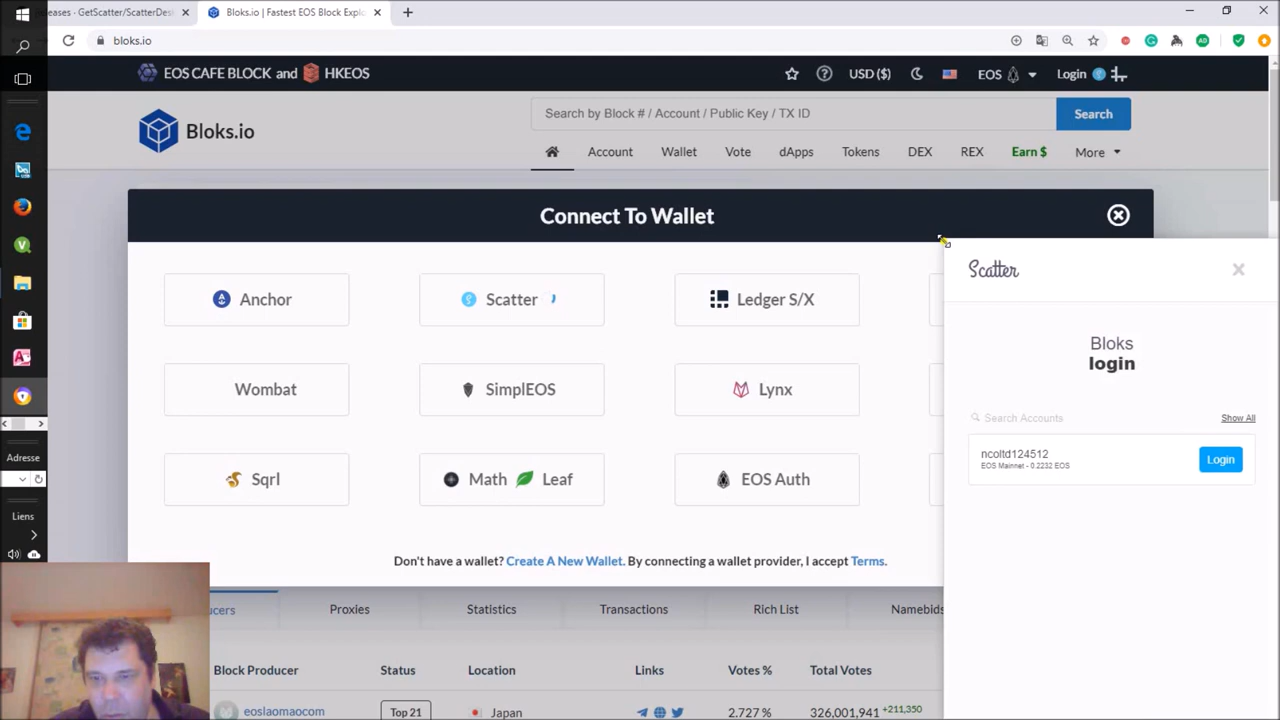 eases - GetScatter/ScatterDes
Bloks.io | Fastest EOS Block Explo
bloks.io
EOS CAFE BLOCK and HKEOS
USD ($)
EOS
Login
Bloks.io
Search by Block # / Account / Public Key / TX ID
Search
Account
Wallet
Vote
dApps
Tokens
DEX
REX
Earn $
More
Connect To Wallet
Anchor
Scatter
Ledger S/X
Wombat
SimplEOS
Lynx
Sqrl
Math Leaf
EOS Auth
Don't have a wallet? Create A New Wallet. By connecting a wallet provider, I accept Terms.
Scatter
Bloks
login
Search Accounts
Show All
ncoltd124512
EOS Mainnet - 0.2232 EOS
Login
Adresse
Liens
ucers
Proxies
Statistics
Transactions
Rich List
Namebids
Block Producer
Status
Location
Links
Votes %
Total Votes
eoslaomaocom
Top 21
Japan
2.727 %
326,001,941 +211,350